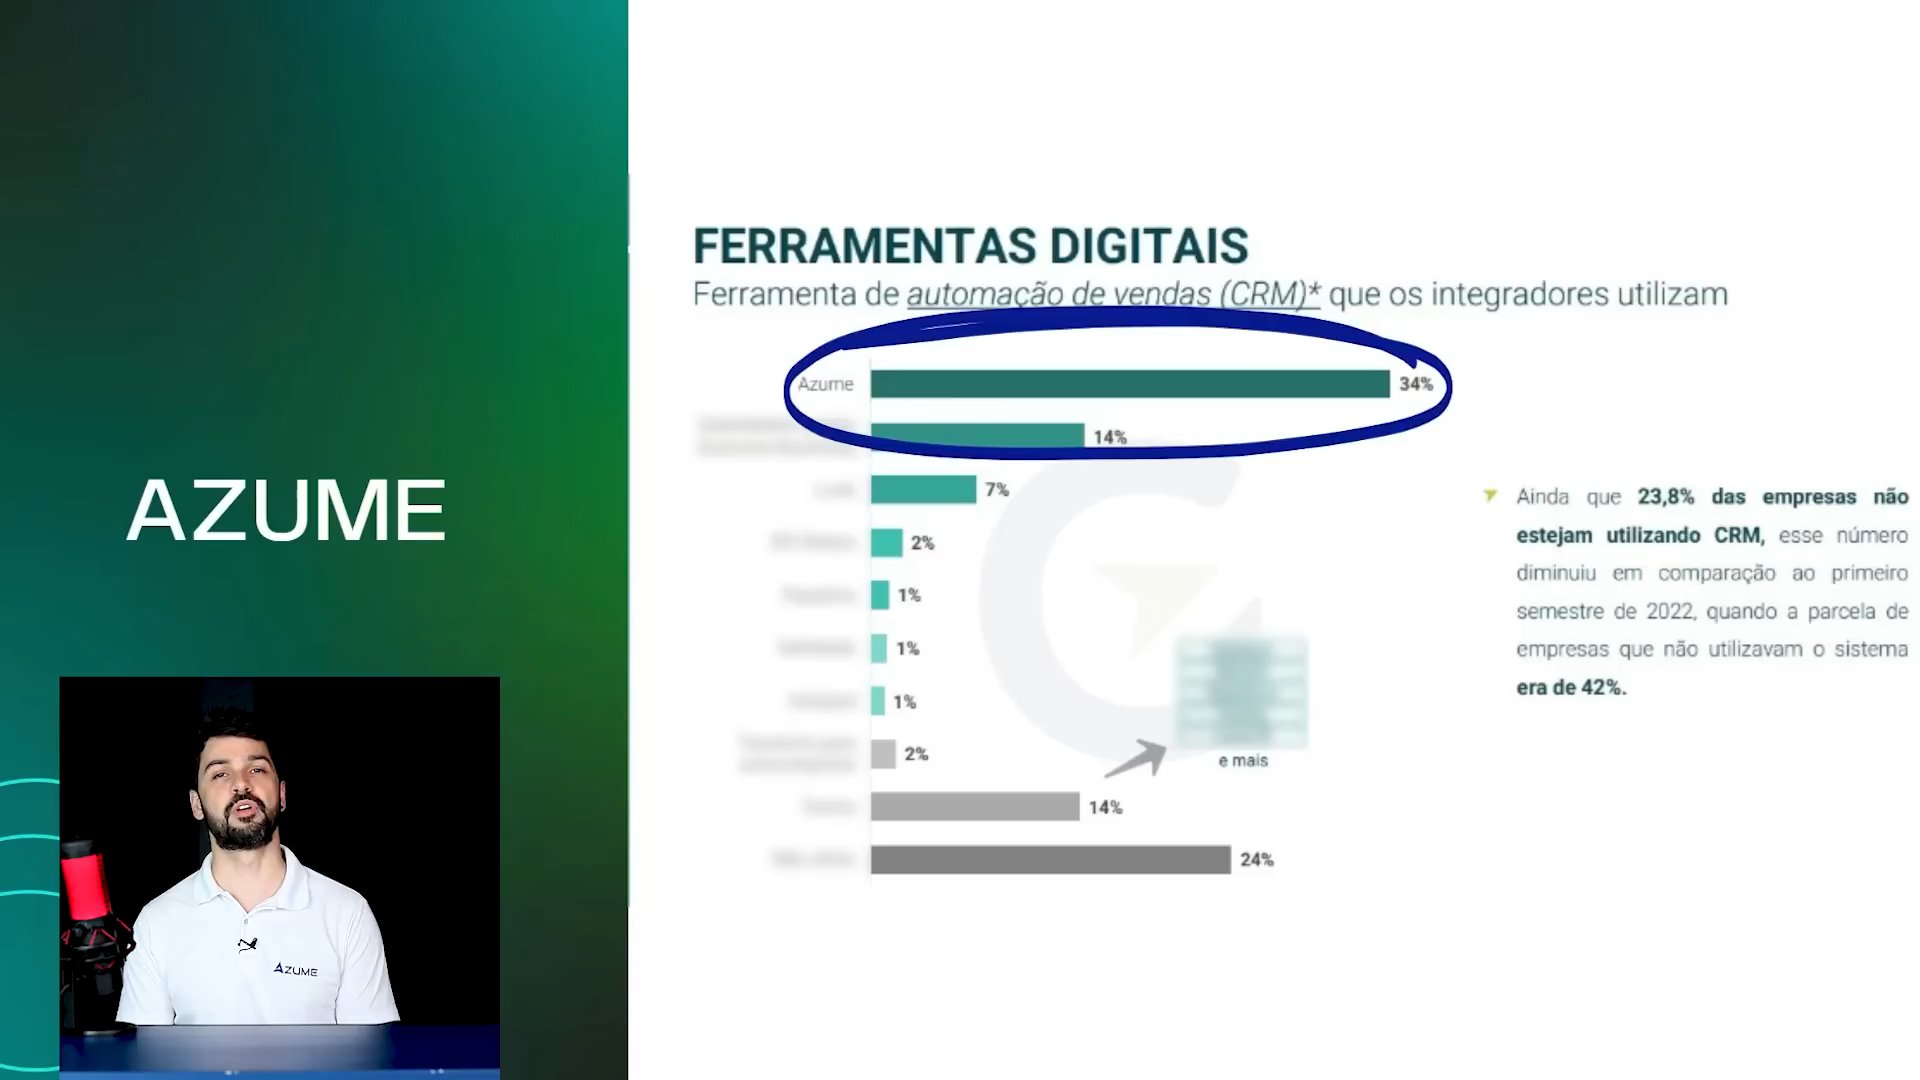 AZUME
AZUME
FERRAMENTAS DIGITAIS
Ferramenta de automação de vendas (CRM)* que os integradores utilizam
Azume 34%
14%
7%
2%
1%
1%
1%
2%
14%
24%
e mais
Ainda que 23,8% das empresas não
estejam utilizando CRM, esse número
diminuiu em comparação ao primeiro
semestre de 2022, quando a parcela de
empresas que não utilizavam o sistema
era de 42%.